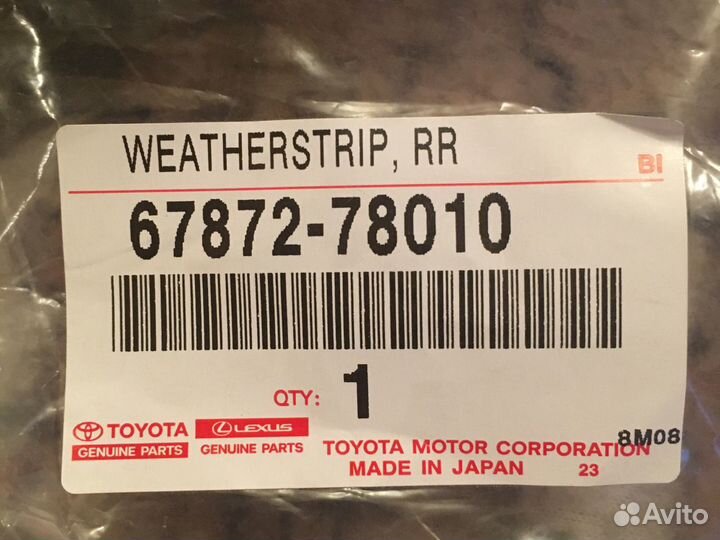 WEATHERSTRIP, RR
BI
67872-78010
QTY: 1
TOYOTA
GENUINE PARTS
LEXUS
GENUINE PARTS
8M08
TOYOTA MOTOR CORPORATION
MADE IN JAPAN 23
Avito